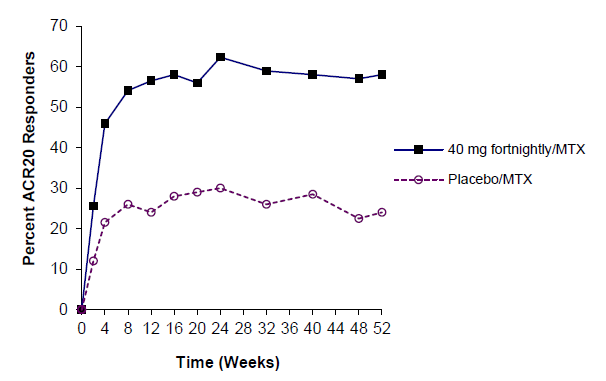 Percent ACR20 Responders
70
60
50
40
30
20
10
0
0 4 8 12 16 20 24 28 32 36 40 44 48 52
Time (Weeks)
40 mg fortnightly/MTX
Placebo/MTX